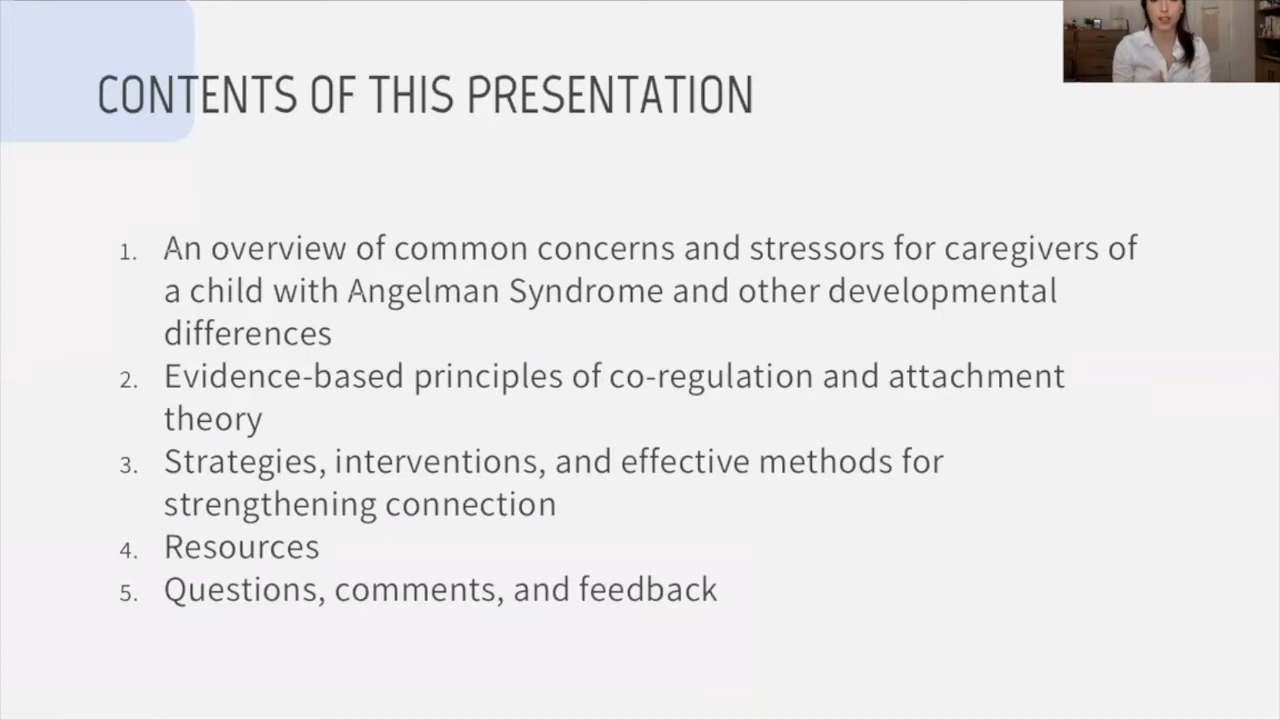 CONTENTS OF THIS PRESENTATION
1. An overview of common concerns and stressors for caregivers of
a child with Angelman Syndrome and other developmental
differences
2. Evidence-based principles of co-regulation and attachment
theory
3. Strategies, interventions, and effective methods for
strengthening connection
4. Resources
5. Questions, comments, and feedback